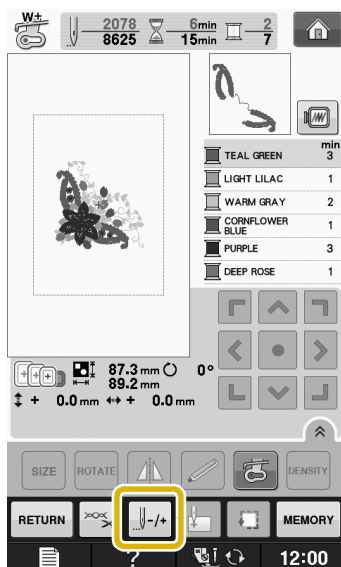 W+
2078 6min 2
8625 15min 7
min
TEAL GREEN 3
LIGHT LILAC 1
WARM GRAY 2
CORNFLOWER
BLUE 1
PURPLE 3
DEEP ROSE 1
87.3 mm 0°
89.2 mm
+ 0.0 mm + 0.0 mm
SIZE ROTATE DENSITY
RETURN -/+ MEMORY
? 12:00